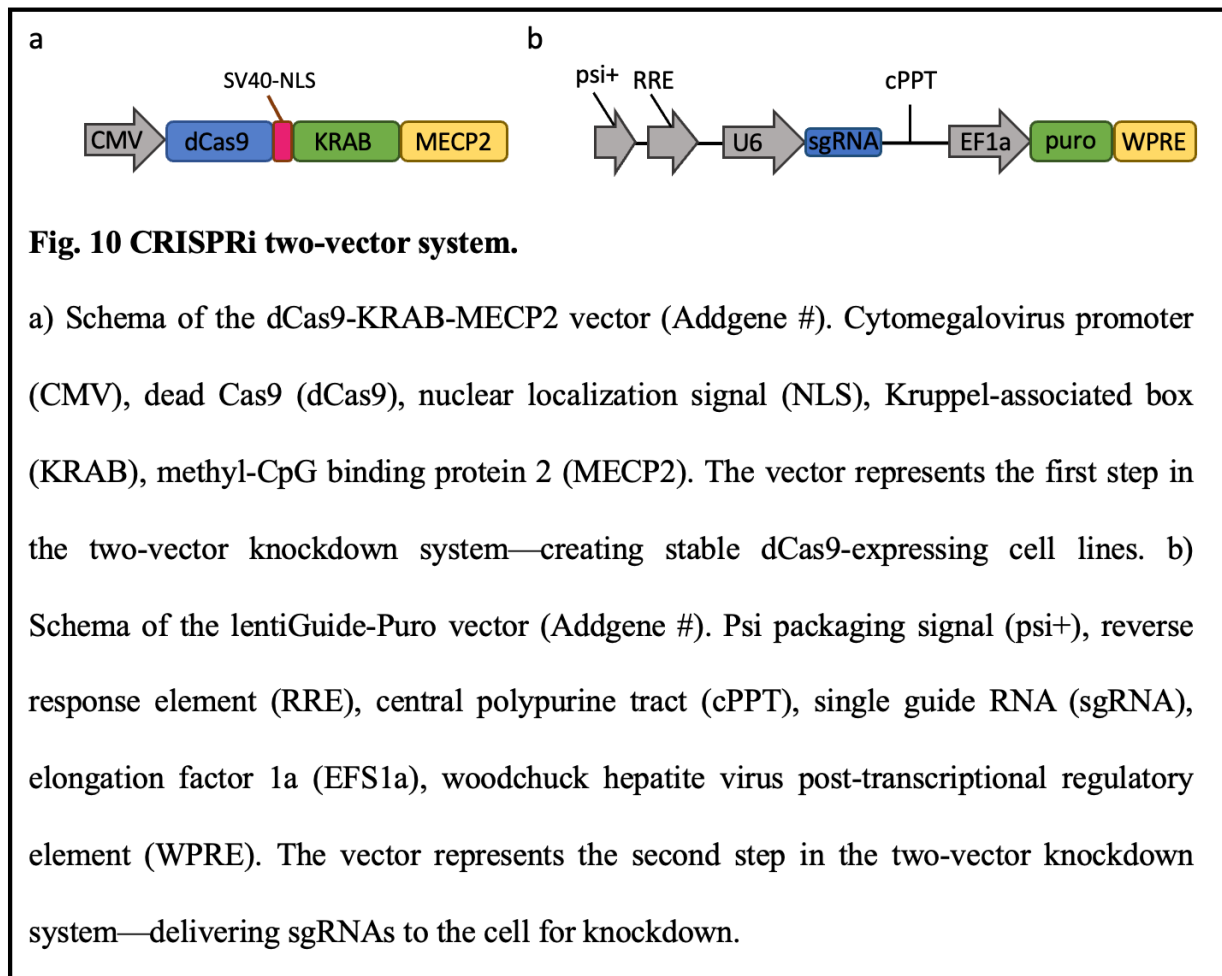 a
b
SV40-NLS
psi+ RRE
cPPT
CMV dCas9 KRAB MECP2
U6 sgRNA EF1a puro WPRE
Fig. 10 CRISPRi two-vector system.
a) Schema of the dCas9-KRAB-MECP2 vector (Addgene #). Cytomegalovirus promoter
(CMV), dead Cas9 (dCas9), nuclear localization signal (NLS), Kruppel-associated box
(KRAB), methyl-CpG binding protein 2 (MECP2). The vector represents the first step in
the two-vector knockdown system—creating stable dCas9-expressing cell lines. b)
Schema of the lentiGuide-Puro vector (Addgene #). Psi packaging signal (psi+), reverse
response element (RRE), central polypurine tract (cPPT), single guide RNA (sgRNA),
elongation factor 1a (EFS1a), woodchuck hepatite virus post-transcriptional regulatory
element (WPRE). The vector represents the second step in the two-vector knockdown
system—delivering sgRNAs to the cell for knockdown.